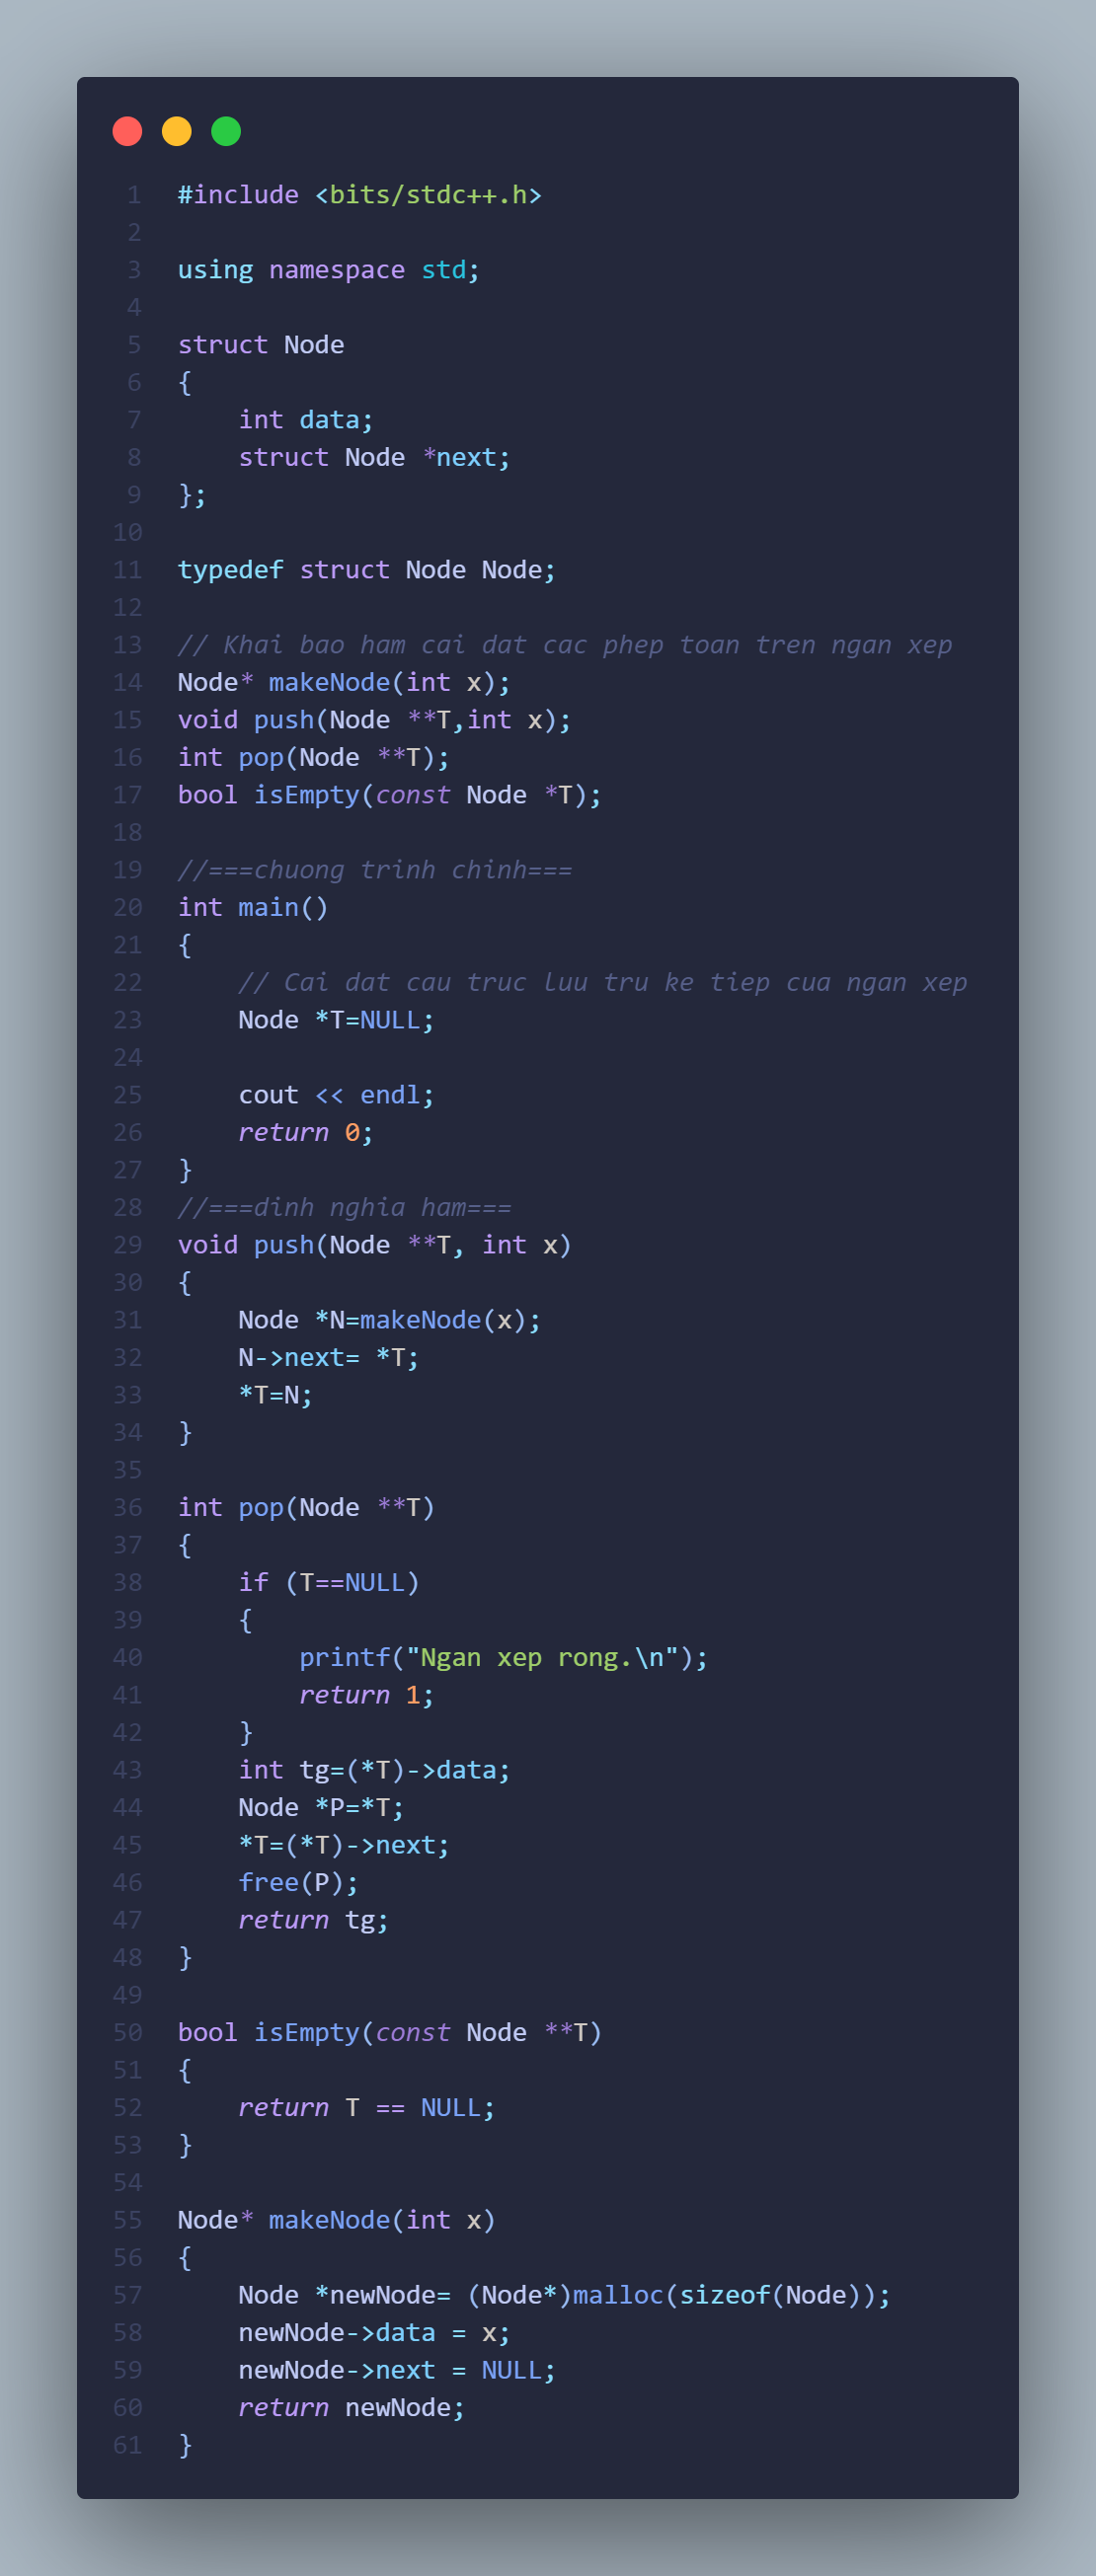 1 #include <bits/stdc++.h>
2
3 using namespace std;
4
5 struct Node
6 {
7     int data;
8     struct Node *next;
9 };
10
11 typedef struct Node Node;
12
13 // Khai bao ham cai dat cac phep toan tren ngan xep
14 Node* makeNode(int x);
15 void push(Node **T,int x);
16 int pop(Node **T);
17 bool isEmpty(const Node *T);
18
19 //===chuong trinh chinh===
20 int main()
21 {
22     // Cai dat cau truc luu tru ke tiep cua ngan xep
23     Node *T=NULL;
24
25     cout << endl;
26     return 0;
27 }
28 //===dinh nghia ham===
29 void push(Node **T, int x)
30 {
31     Node *N=makeNode(x);
32     N->next= *T;
33     *T=N;
34 }
35
36 int pop(Node **T)
37 {
38     if (T==NULL)
39     {
40         printf("Ngan xep rong.\n");
41         return 1;
42     }
43     int tg=(*T)->data;
44     Node *P=*T;
45     *T=(*T)->next;
46     free(P);
47     return tg;
48 }
49
50 bool isEmpty(const Node **T)
51 {
52     return T == NULL;
53 }
54
55 Node* makeNode(int x)
56 {
57     Node *newNode= (Node*)malloc(sizeof(Node));
58     newNode->data = x;
59     newNode->next = NULL;
60     return newNode;
61 }